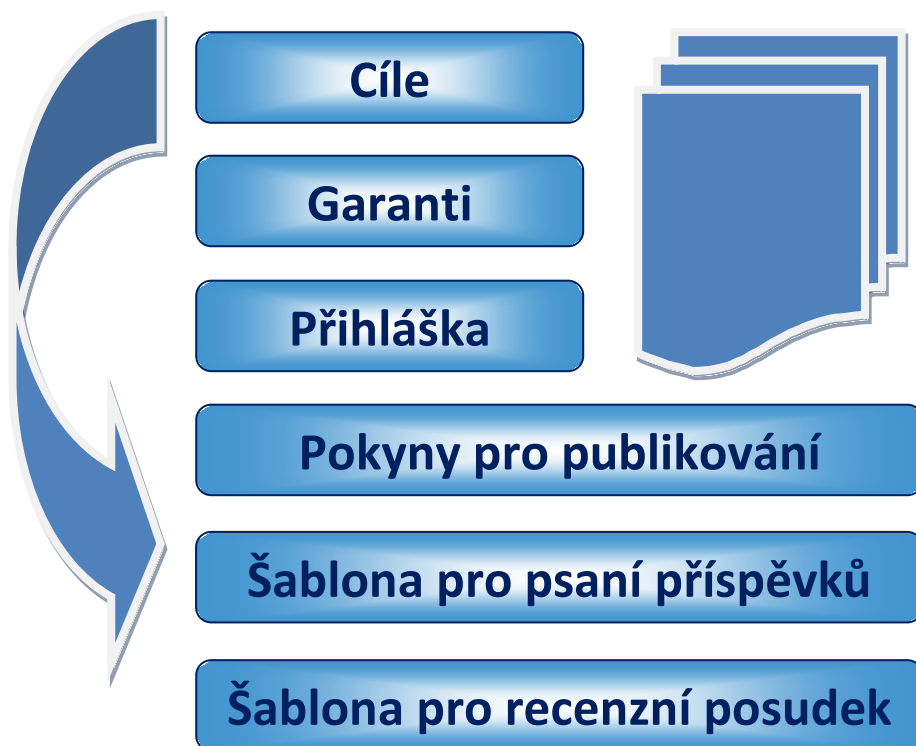 Cíle
Garanti
Přihláška
Pokyny pro publikování
Šablona pro psaní příspěvků
Šablona pro recenzní posudek